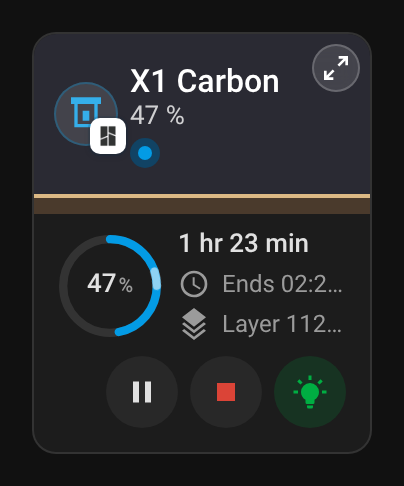 X1 Carbon
47 %
47%
1 hr 23 min
Ends 02:2...
Layer 112...